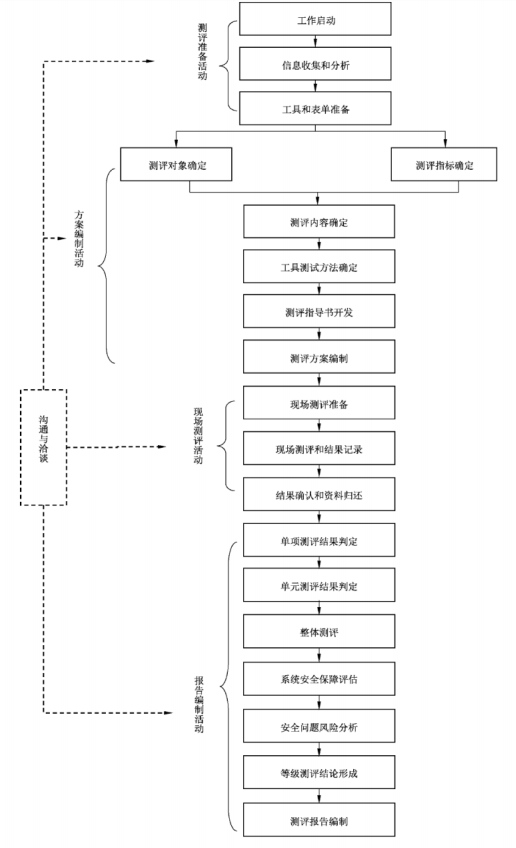 工作启动
测评准备活动
信息收集和分析
工具和表单准备
测评对象确定
测评指标确定
方案编制活动
测评内容确定
工具测试方法确定
测评指导书开发
测评方案编制
沟通与洽谈
现场测评活动
现场测评准备
现场测评和结果记录
结果确认和资料归还
报告编制活动
单项测评结果判定
单元测评结果判定
整体测评
系统安全保障评估
安全问题风险分析
等级测评结论形成
测评报告编制